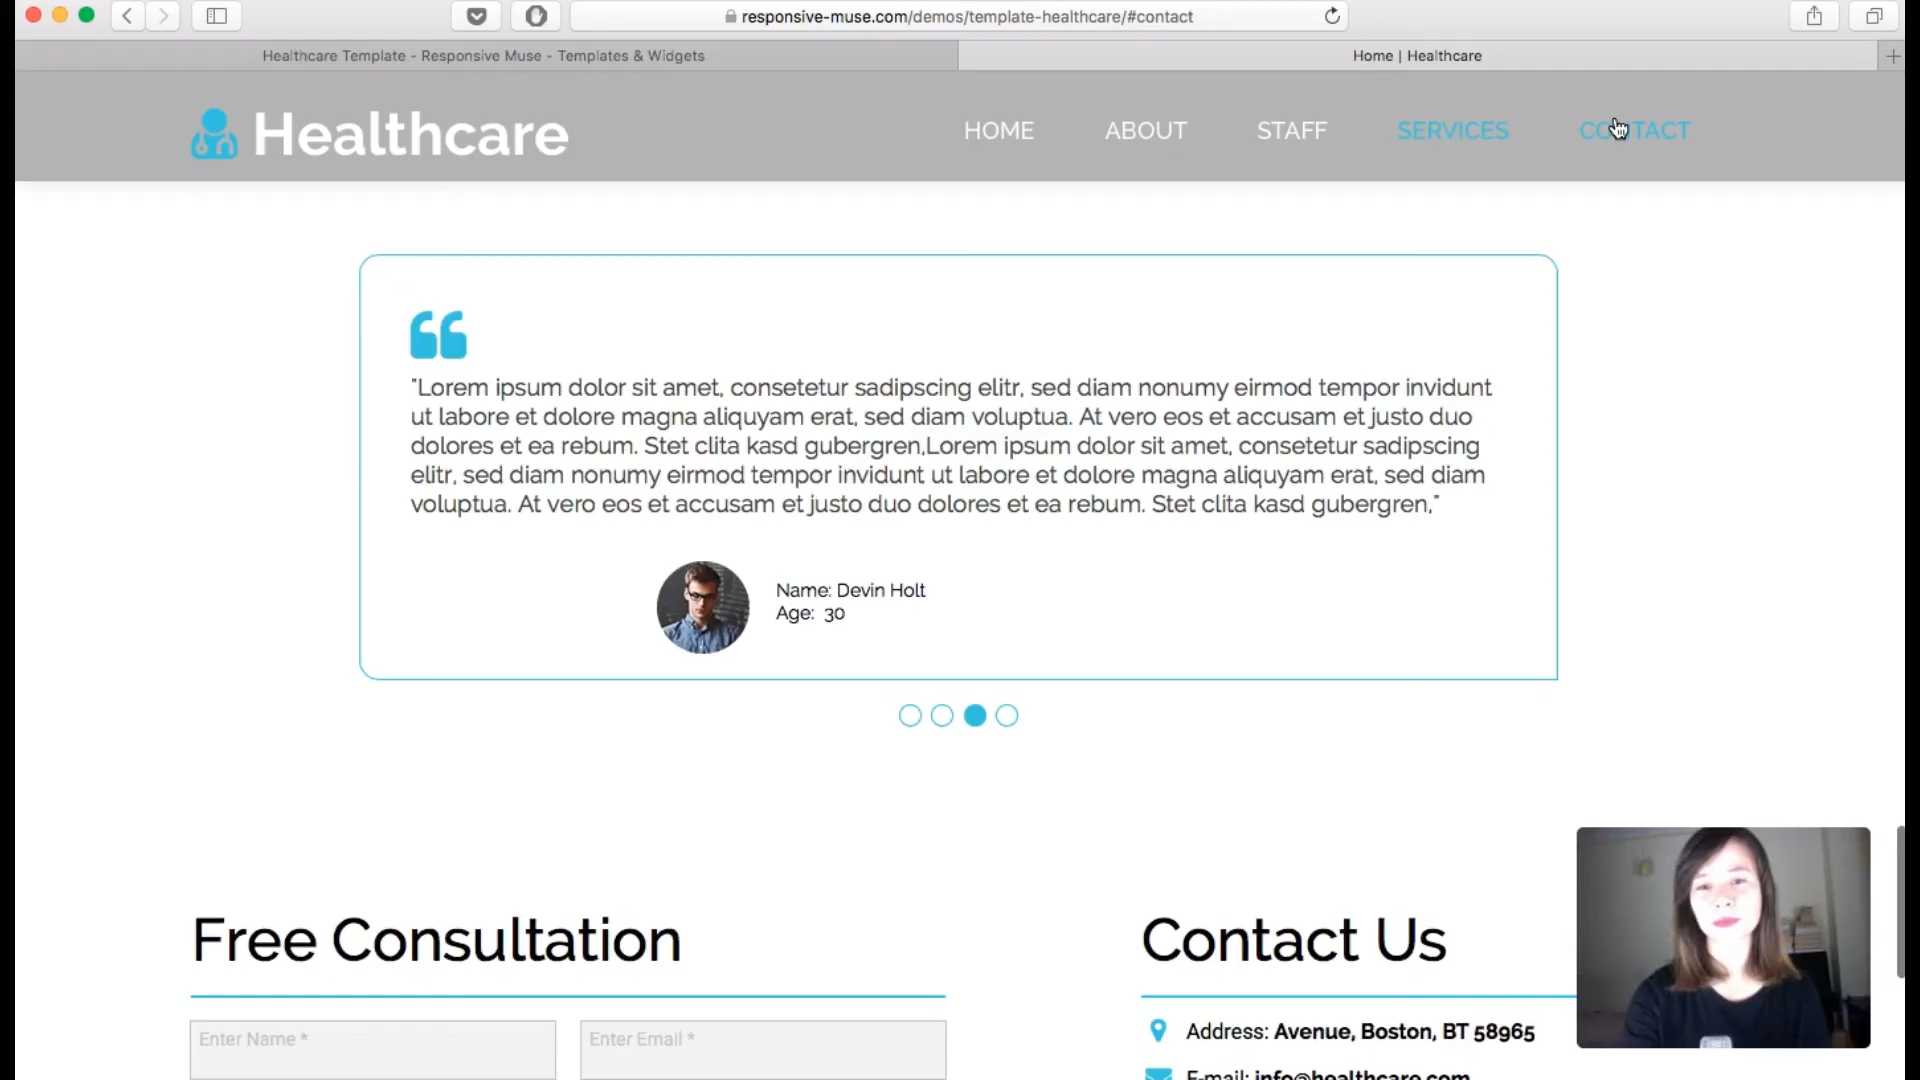 responsive-muse.com/demos/template-healthcare/#contact
Healthcare Template - Responsive Muse - Templates & Widgets
Home | Healthcare
Healthcare
HOME
ABOUT
STAFF
SERVICES
CONTACT
"Lorem ipsum dolor sit amet, consetetur sadipscing elitr, sed diam nonumy eirmod tempor invidunt
ut labore et dolore magna aliquyam erat, sed diam voluptua. At vero eos et accusam et justo duo
dolores et ea rebum. Stet clita kasd gubergren,Lorem ipsum dolor sit amet, consetetur sadipscing
elitr, sed diam nonumy eirmod tempor invidunt ut labore et dolore magna aliquyam erat, sed diam
voluptua. At vero eos et accusam et justo duo dolores et ea rebum. Stet clita kasd gubergren,"
Name: Devin Holt
Age: 30
Free Consultation
Enter Name *
Enter Email *
Contact Us
Address: Avenue, Boston, BT 58965
E-mail: info@healthcare.com